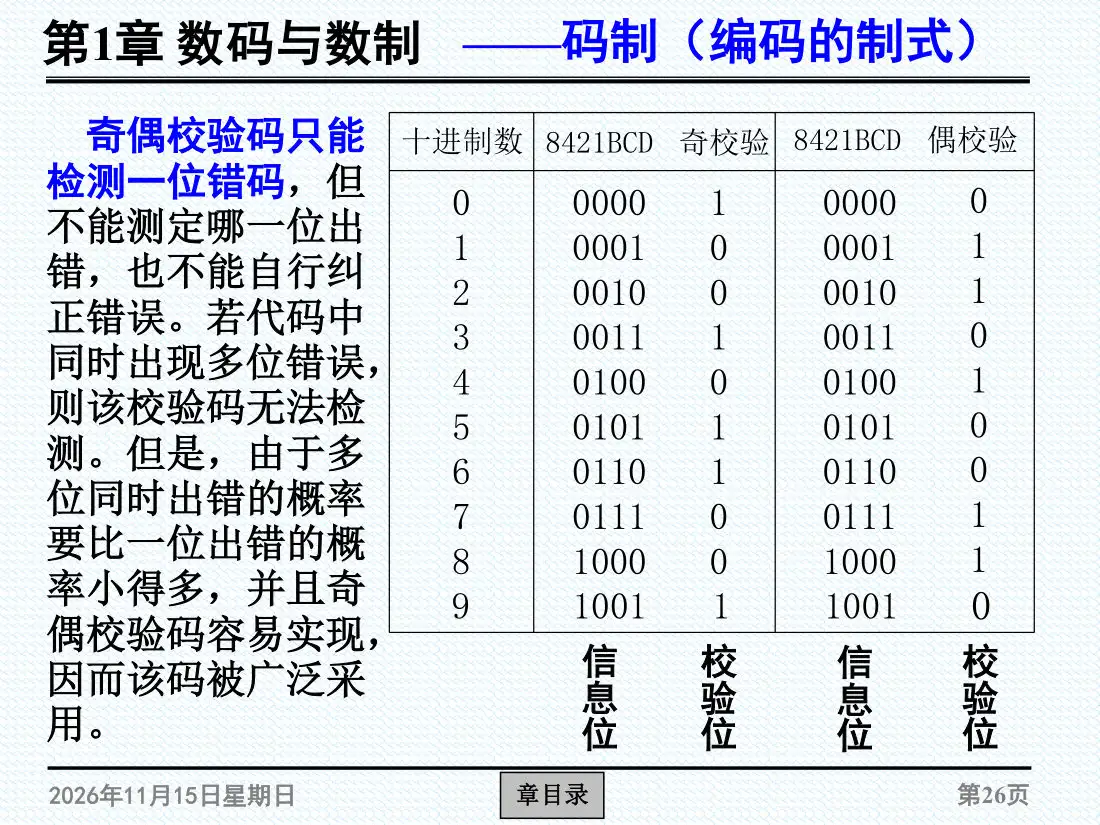 第1章 数码与数制 ——码制（编码的制式）
奇偶校验码只能
检测一位错码，但
不能测定哪一位出
错，也不能自行纠
正错误。若代码中
同时出现多位错误，
则该校验码无法检
测。但是，由于多
位同时出错的概率
要比一位出错的概
率小得多，并且奇
偶校验码容易实现，
因而该码被广泛采
用。
十进制数 8421BCD 奇校验 8421BCD 偶校验
0 0000 1 0000 0
1 0001 0 0001 1
2 0010 0 0010 1
3 0011 1 0011 0
4 0100 0 0100 1
5 0101 1 0101 0
6 0110 1 0110 0
7 0111 0 0111 1
8 1000 0 1000 1
9 1001 1 1001 0
信息位 校验位 信息位 校验位
2026年11月15日星期日 章目录 第26页